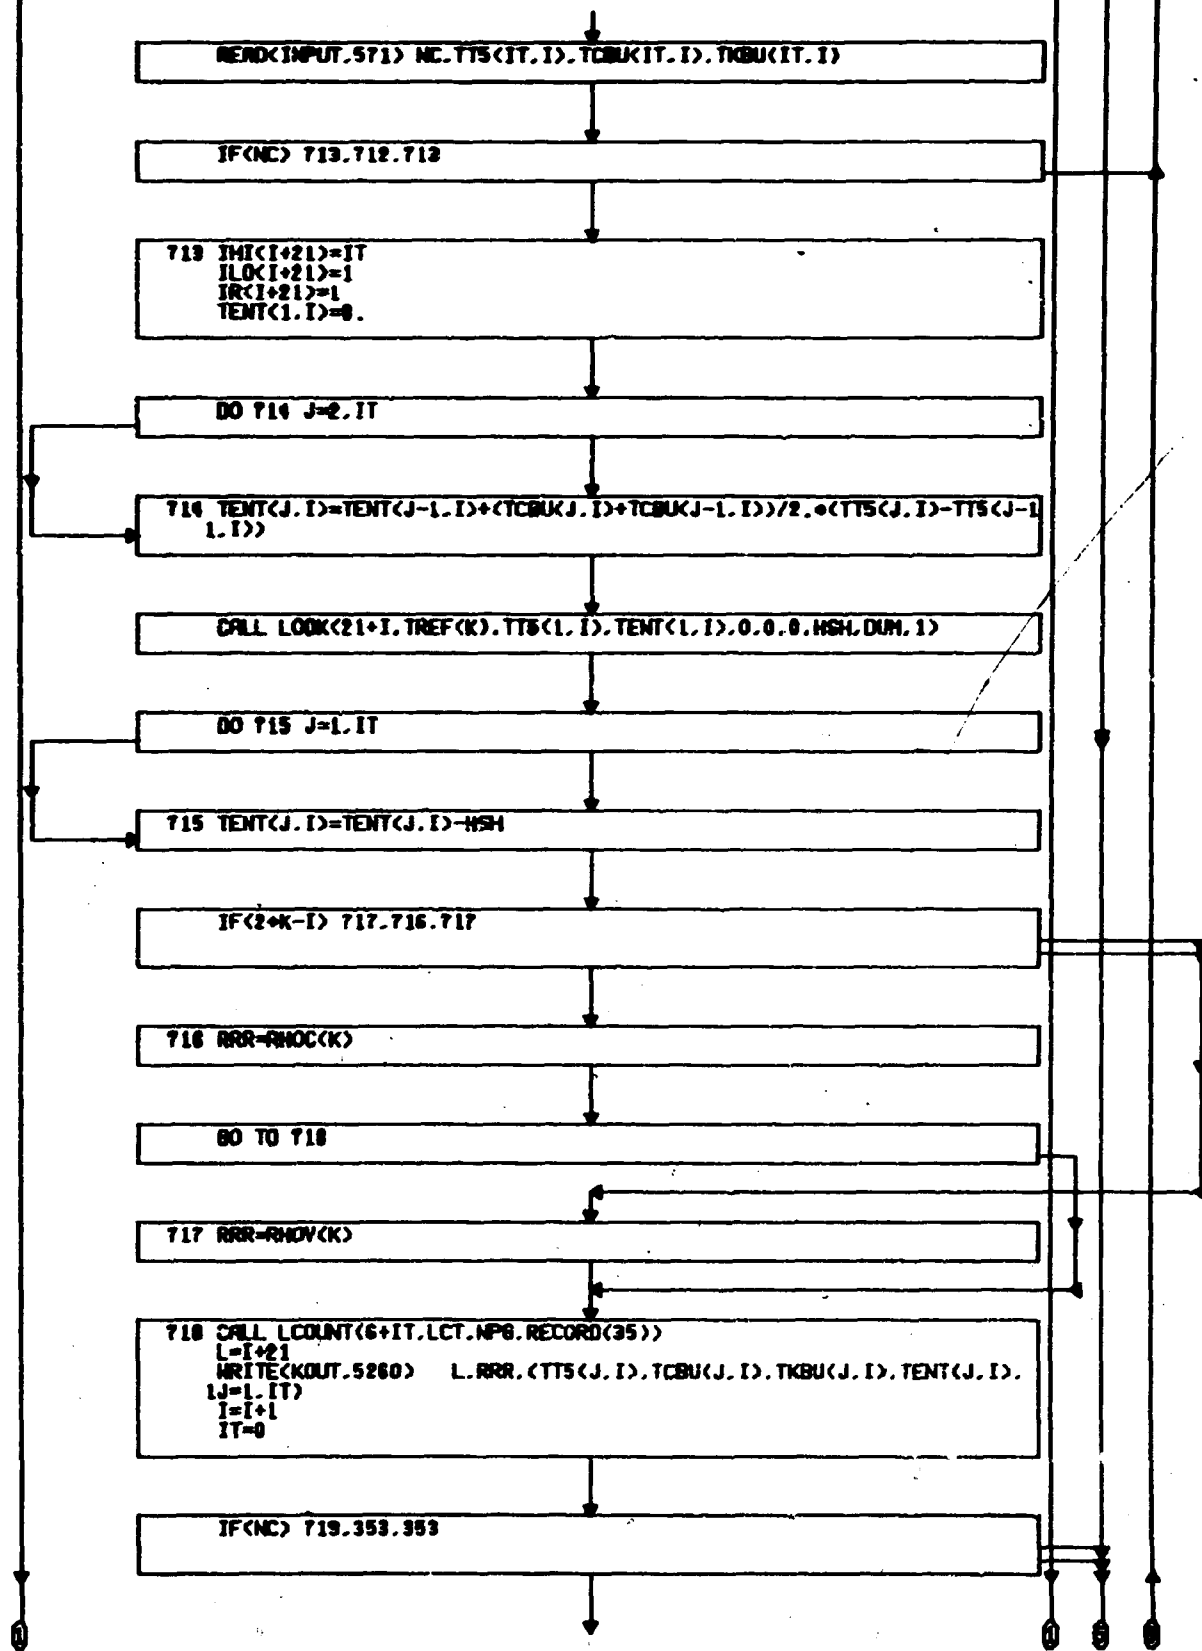 READ(INPUT.571) NC.TT5(IT.I).TCBU(IT.I).TKBU(IT.I)
IF(NC) 713.712.713
713 IHI(I+21)=IT
ILO(I+21)=1
IR(I+21)=1
TENT(1.I)=0.
DO 714 J=2.IT
714 TENT(J.I)=TENT(J-1.I)+(TCBU(J.I)+TCBU(J-1.I))/2.*(TT5(J.I)-TT5(J-1
1.I))
CALL LOOK(21+I.TREF(K).TT5(1.I).TENT(1.I).0.0.0.HSH.DUM.1)
DO 715 J=1.IT
715 TENT(J.I)=TENT(J.I)-HSH
IF(2*K-I) 717.716.717
716 RRR=RHOC(K)
GO TO 718
717 RRR=RHOV(K)
718 CALL LCOUNT(6+IT.LCT.NPG.RECORD(35))
L=I+21
WRITE(KOUT.5260) L.RRR.(TT5(J.I).TCBU(J.I).TKBU(J.I).TENT(J.I).
1J=1.IT)
I=I+1
IT=0
IF(NC) 719.353.353
1 1